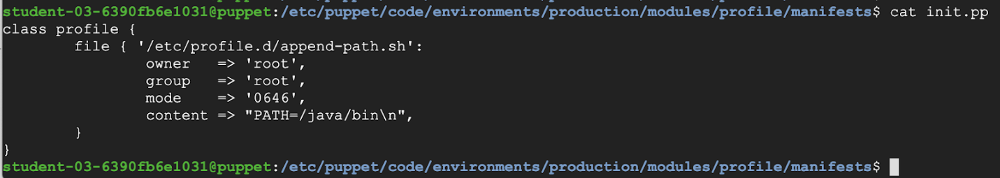 student-03-6390fb6e1031@puppet:/etc/puppet/code/environments/production/modules/profile/manifests$ cat init.pp
class profile {
        file { '/etc/profile.d/append-path.sh':
                owner   => 'root',
                group   => 'root',
                mode    => '0646',
                content => "PATH=/java/bin\n",
        }
}
student-03-6390fb6e1031@puppet:/etc/puppet/code/environments/production/modules/profile/manifests$